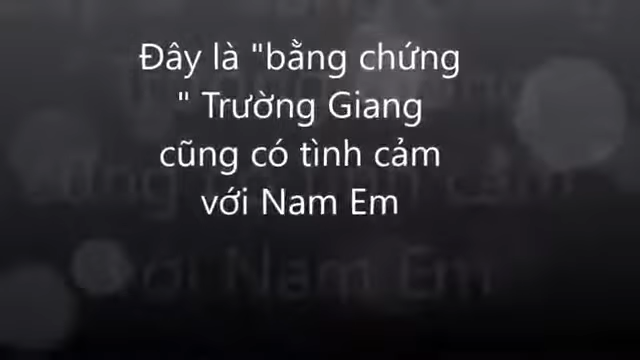 Đây là "bằng chứng
" Trường Giang
cũng có tình cảm
với Nam Em